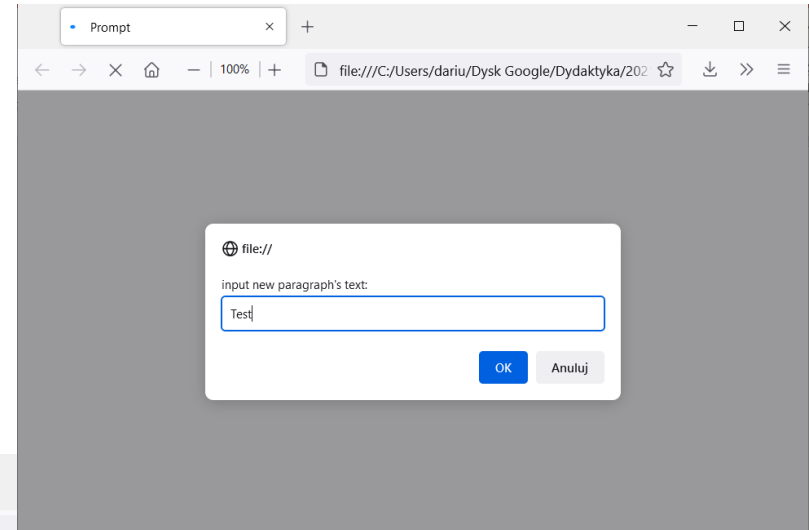 Prompt
100%
file:///C:/Users/dariu/Dysk Google/Dydaktyka/202
file://
input new paragraph's text:
Test
OK
Anuluj